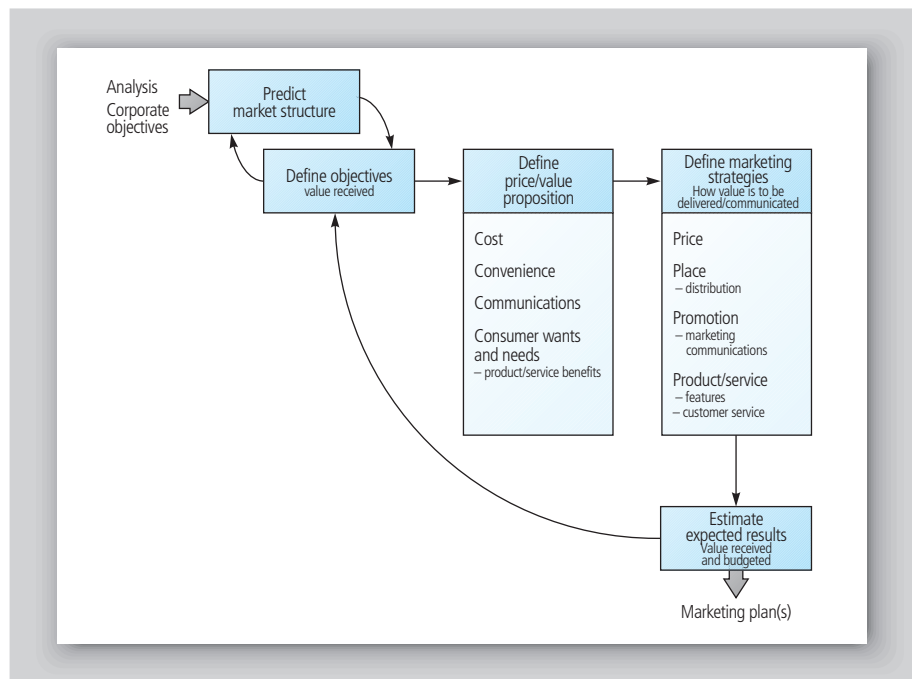 Analysis
Corporate
objectives
Predict
market structure
Define objectives
value received
Define
price/value
proposition
Cost
Convenience
Communications
Consumer wants
and needs
– product/service benefits
Define marketing
strategies
How value is to be
delivered/communicated
Price
Place
– distribution
Promotion
– marketing
communications
Product/service
– features
– customer service
Estimate
expected results
Value received
and budgeted
Marketing plan(s)